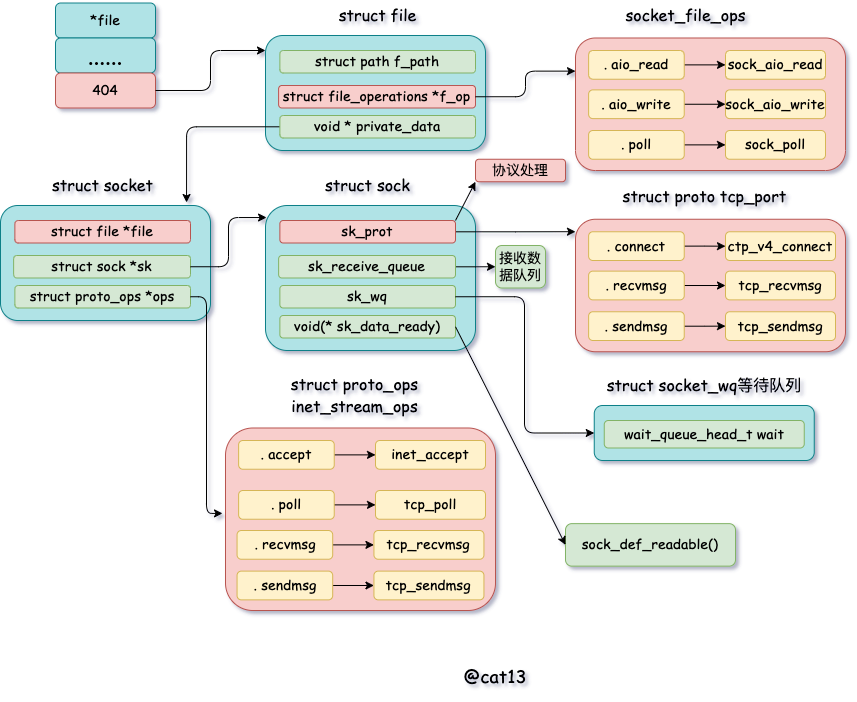 *file
......
404
struct file
struct path f_path
struct file_operations *f_op
void * private_data
socket_file_ops
. aio_read
sock_aio_read
. aio_write
sock_aio_write
. poll
sock_poll
struct socket
struct file *file
struct sock *sk
struct proto_ops *ops
struct sock
sk_prot
sk_receive_queue
sk_wq
void(* sk_data_ready)
协议处理
接收数
据队列
struct proto tcp_port
. connect
ctp_v4_connect
. recvmsg
tcp_recvmsg
. sendmsg
tcp_sendmsg
struct proto_ops
inet_stream_ops
. accept
inet_accept
. poll
tcp_poll
. recvmsg
tcp_recvmsg
. sendmsg
tcp_sendmsg
struct socket_wq等待队列
wait_queue_head_t wait
sock_def_readable()
@cat13